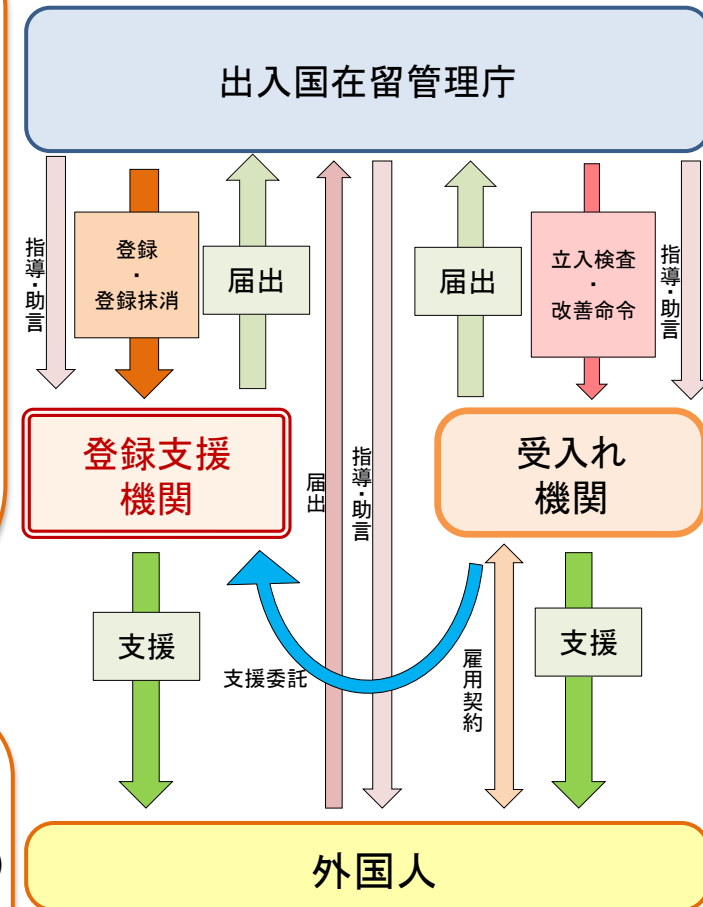 出入国在留管理庁
指導・助言
登録
・
登録抹消
届出
届出
立入検査
・
改善命令
指導・助言
登録支援
機関
届出
指導・助言
受入れ
機関
支援
支援委託
雇用契約
支援
外国人
)